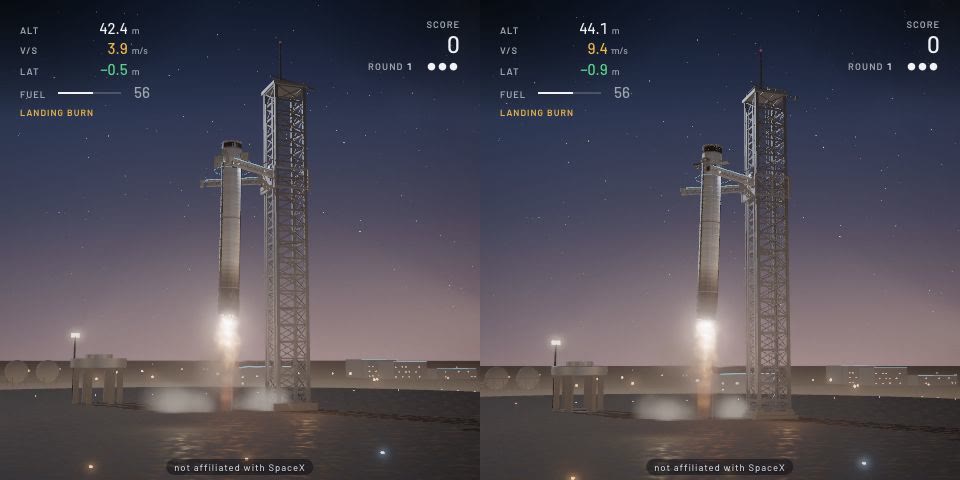 ALT 42.4 m
V/S 3.9 m/s
LAT −0.5 m
FUEL 56
LANDING BURN
SCORE
0
ROUND 1
not affiliated with SpaceX
ALT 44.1 m
V/S 9.4 m/s
LAT −0.9 m
FUEL 56
LANDING BURN
SCORE
0
ROUND 1
not affiliated with SpaceX